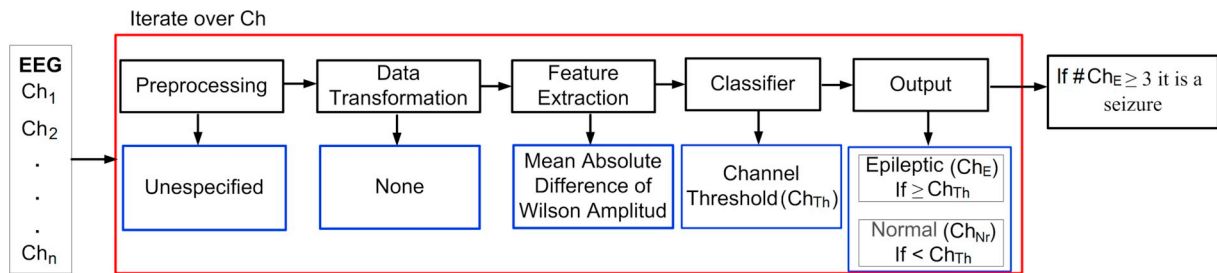 Iterate over Ch
EEG
Ch1
Ch2
.
.
.
Chn
Preprocessing
Data
Transformation
Feature
Extraction
Classifier
Output
If #ChE ≥ 3 it is a
seizure
Unespecified
None
Mean Absolute
Difference of
Wilson Amplitud
Channel
Threshold (ChTh)
Epileptic (ChE)
If ≥ ChTh
Normal (ChNr)
If < ChTh